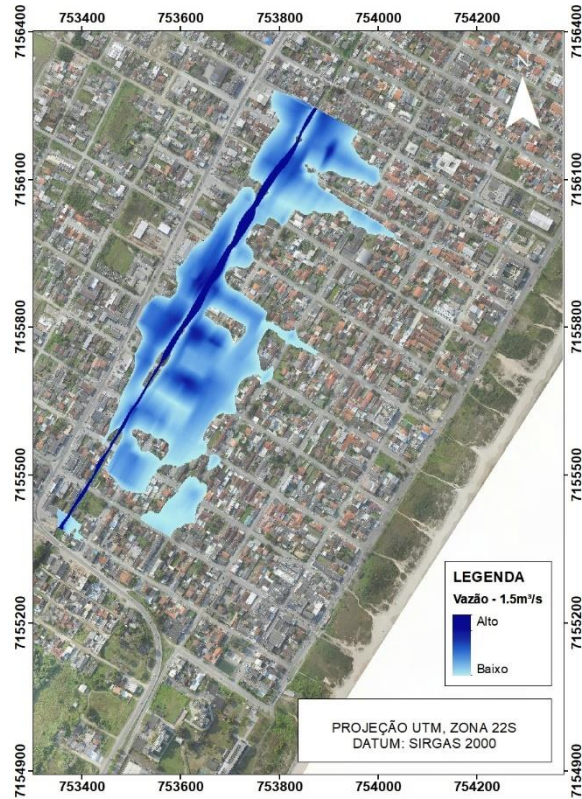 753400 753600 753800 754000 754200
7156400 7156400
N
7156100 7156100
7155800 7155800
7155500 7155500
LEGENDA
Vazão - 1.5m³/s
Alto
Baixo
7155200 7155200
PROJEÇÃO UTM, ZONA 22S
DATUM: SIRGAS 2000
7154900 7154900
753400 753600 753800 754000 754200